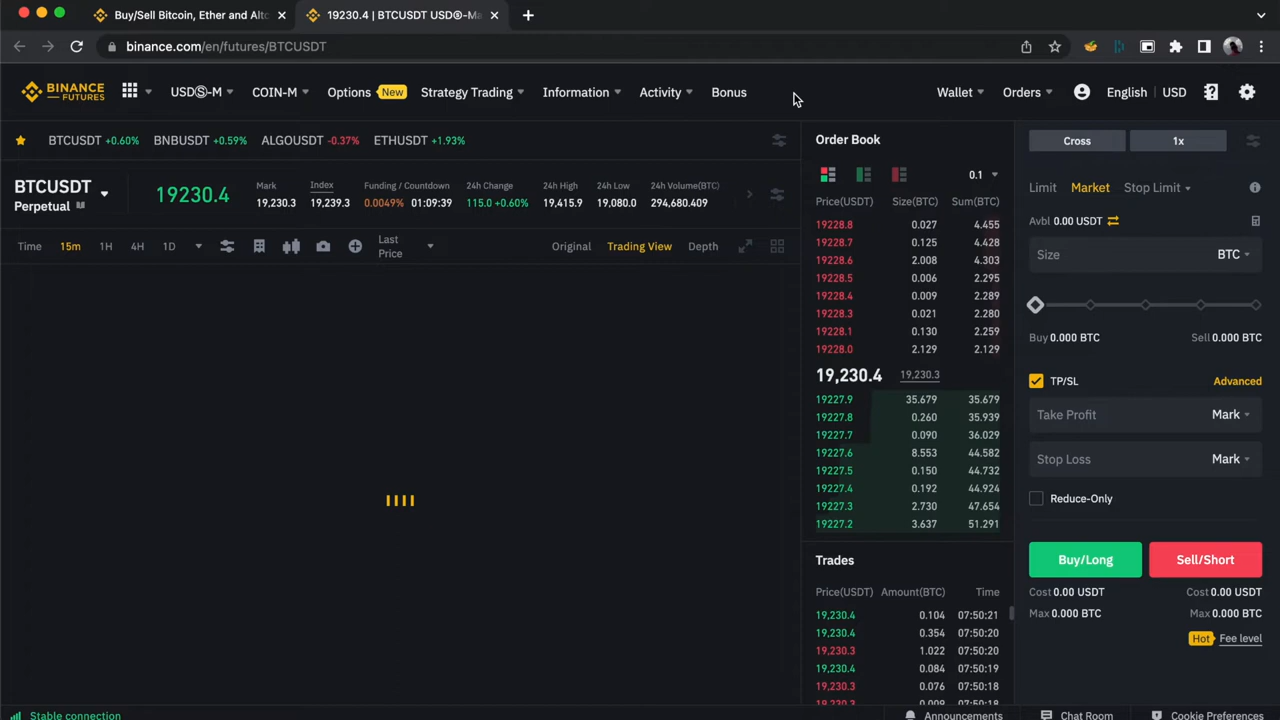 Buy/Sell Bitcoin, Ether and Altc
19230.4 | BTCUSDT USDⓈ-Ma
binance.com/en/futures/BTCUSDT
BINANCE FUTURES USDⓈ-M COIN-M Options New Strategy Trading Information Activity Bonus Wallet Orders English USD
BTCUSDT +0.60% BNBUSDT +0.59% ALGOUSDT -0.37% ETHUSDT +1.93%
BTCUSDT
Perpetual
19230.4
Mark Index Funding / Countdown 24h Change 24h High 24h Low 24h Volume(BTC)
19,230.3 19,239.3 0.0049% 01:09:39 115.0 +0.60% 19,415.9 19,080.0 294,680.409
Time 15m 1H 4H 1D Last Price Original Trading View Depth
Order Book
0.1
Price(USDT) Size(BTC) Sum(BTC)
19228.8 0.027 4.455
19228.7 0.125 4.428
19228.6 2.008 4.303
19228.5 0.006 2.295
19228.4 0.009 2.289
19228.3 0.021 2.280
19228.1 0.130 2.259
19228.0 2.129 2.129
19,230.4 19,230.3
19227.9 35.679 35.679
19227.8 0.260 35.939
19227.7 0.090 36.029
19227.6 8.553 44.582
19227.5 0.150 44.732
19227.4 0.192 44.924
19227.3 2.730 47.654
19227.2 3.637 51.291
Trades
Price(USDT) Amount(BTC) Time
19,230.4 0.104 07:50:21
19,230.4 0.354 07:50:20
19,230.3 1.022 07:50:20
19,230.4 0.084 07:50:19
19,230.3 0.076 07:50:18
19,230.3 0.009 07:50:18
Cross 1x
Limit Market Stop Limit
Avbl 0.00 USDT
Size BTC
Buy 0.000 BTC Sell 0.000 BTC
TP/SL Advanced
Take Profit Mark
Stop Loss Mark
Reduce-Only
Buy/Long Sell/Short
Cost 0.00 USDT Cost 0.00 USDT
Max 0.000 BTC Max 0.000 BTC
Hot Fee level
Stable connection Announcements Chat Room Cookie Preferences